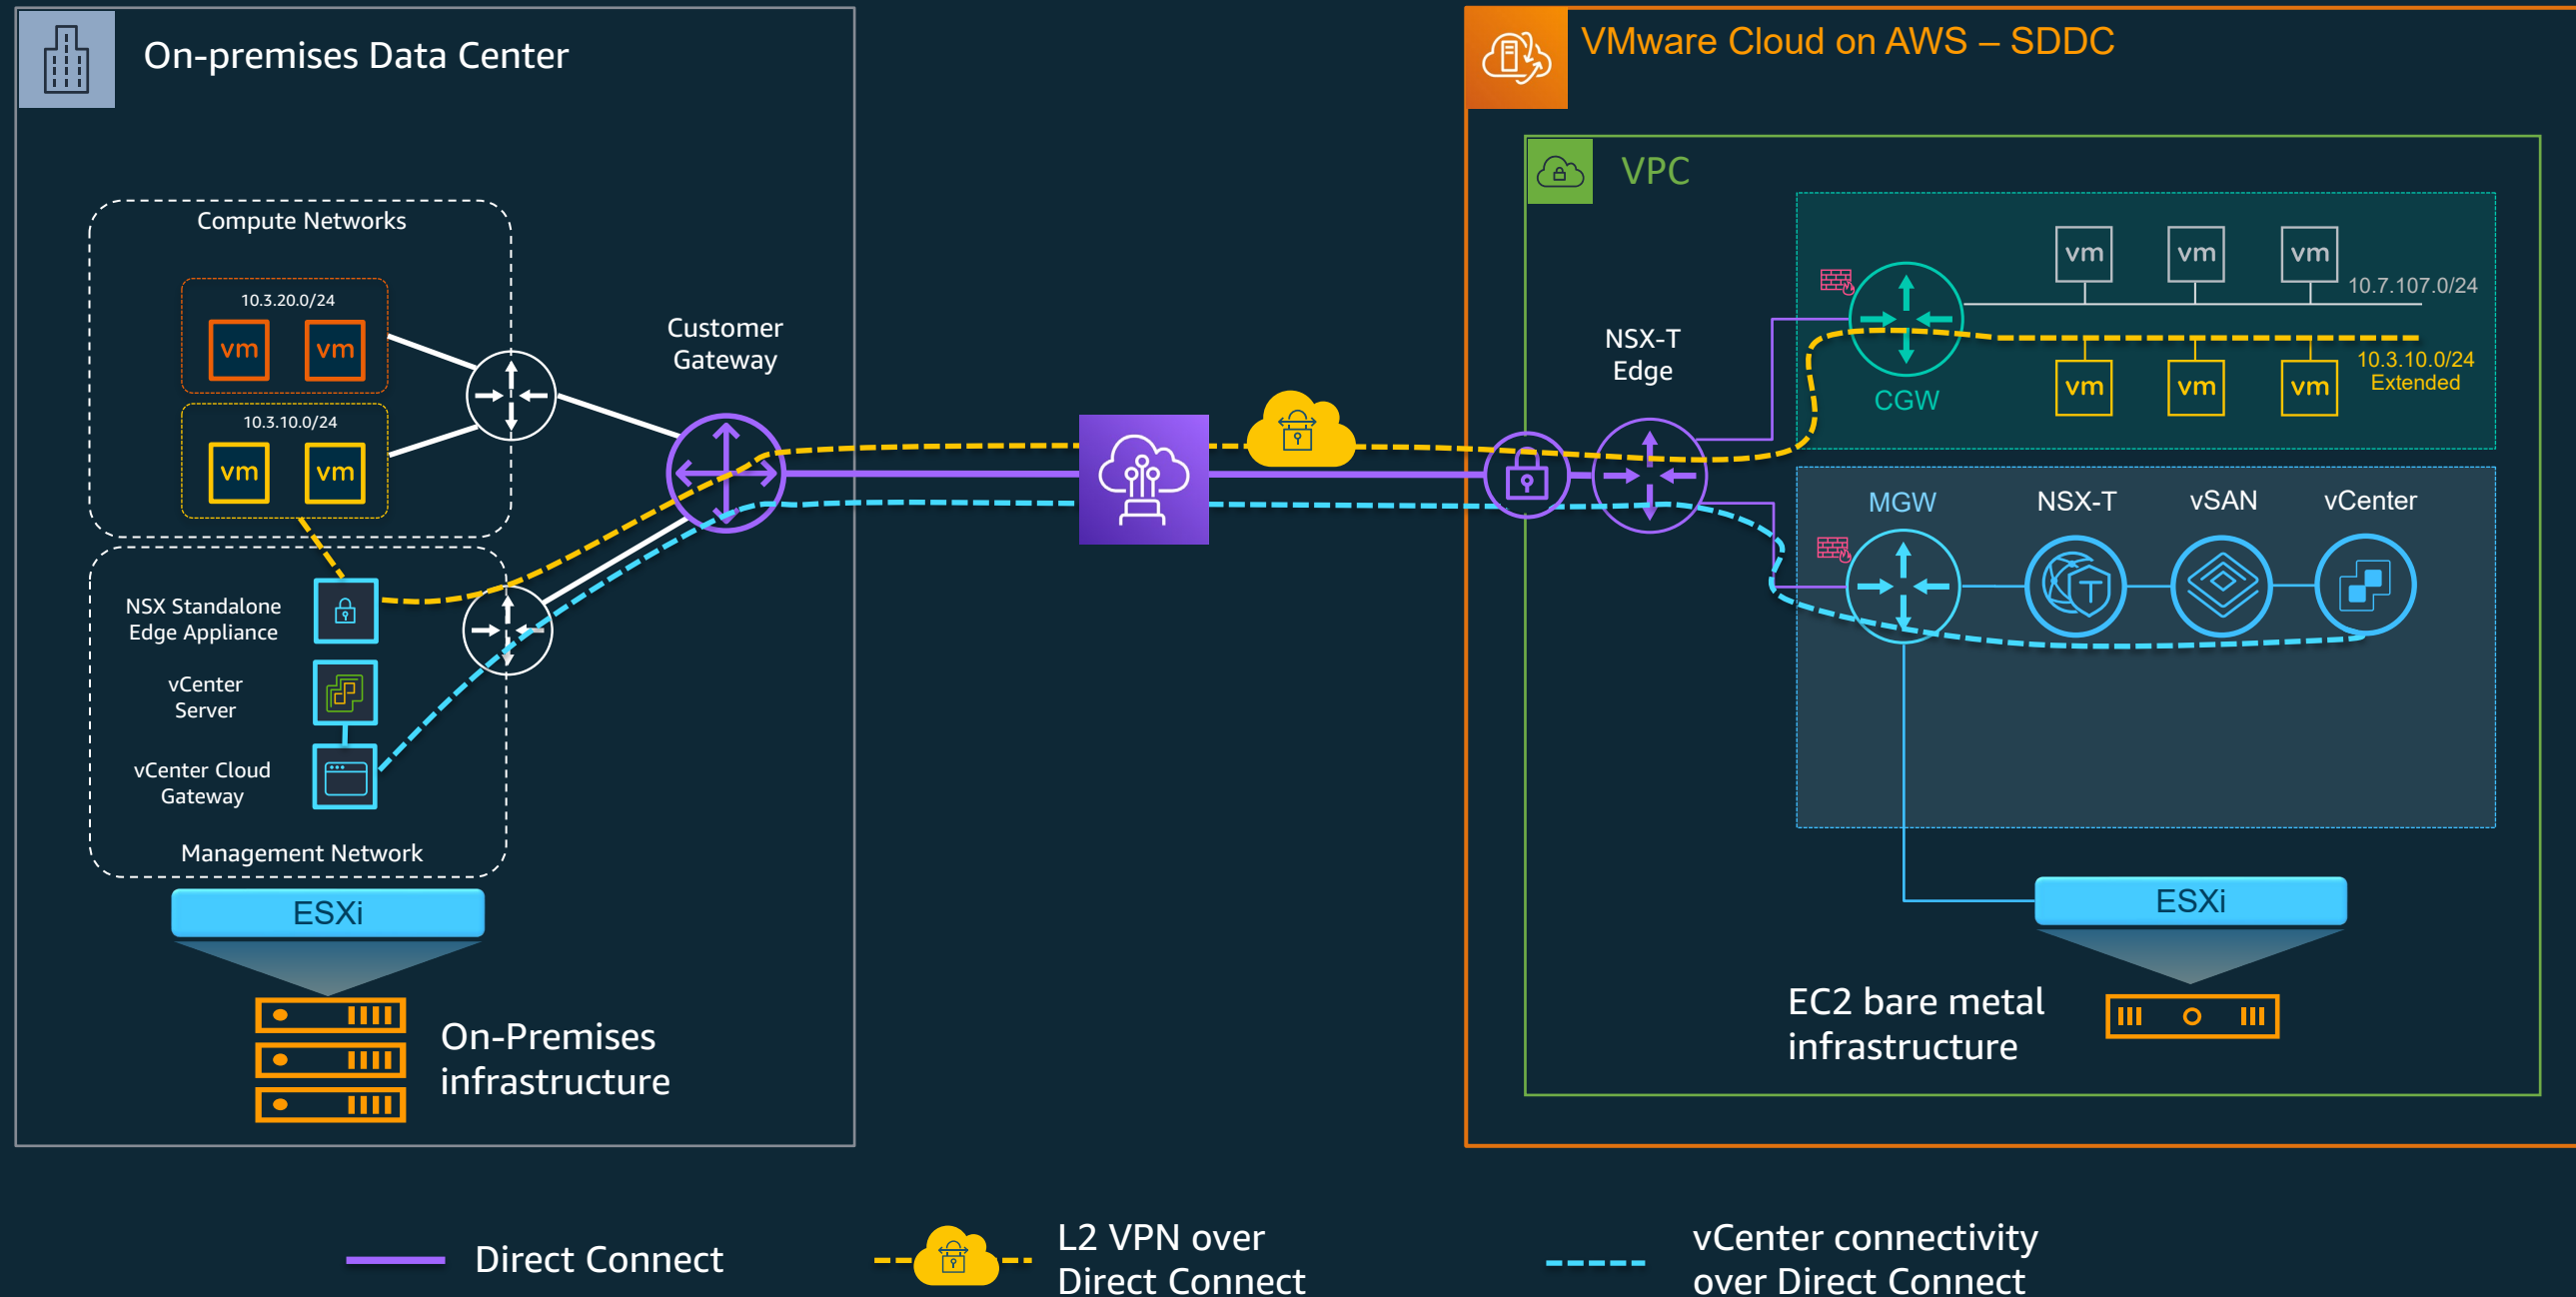 On-premises Data Center
Compute Networks
10.3.20.0/24
vm vm
10.3.10.0/24
vm vm
NSX Standalone
Edge Appliance
vCenter
Server
vCenter Cloud
Gateway
Management Network
ESXi
On-Premises
infrastructure
Customer
Gateway
VMware Cloud on AWS – SDDC
VPC
NSX-T
Edge
vm vm vm
10.7.107.0/24
CGW
10.3.10.0/24
Extended
vm vm vm
MGW NSX-T vSAN vCenter
T
ESXi
EC2 bare metal
infrastructure
Direct Connect
L2 VPN over
Direct Connect
vCenter connectivity
over Direct Connect